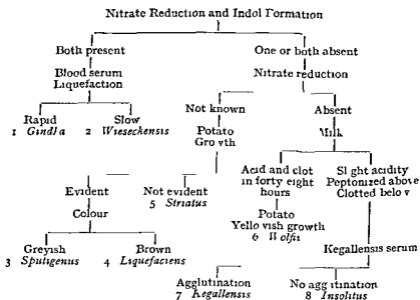 Nitrate Reduction and Indol Formation
Both present One or both absent
Blood serum Nitrate reduction
Liquefaction
Not known Absent
Rapid Slow
1 Gindha 2 Wiesechensis Potato Milk
Growth
Acid and clot Slight acidity
in forty eight Peptonized above
Evident Not evident hours Clotted below
5 Striatus
Colour Potato
Yellowish growth
6 Wolfii
Greyish Brown Kegallensis serum
3 Sputigenus 4 Liquefaciens
Agglutination No agglutination
7 Kegallensis 8 Insolitus